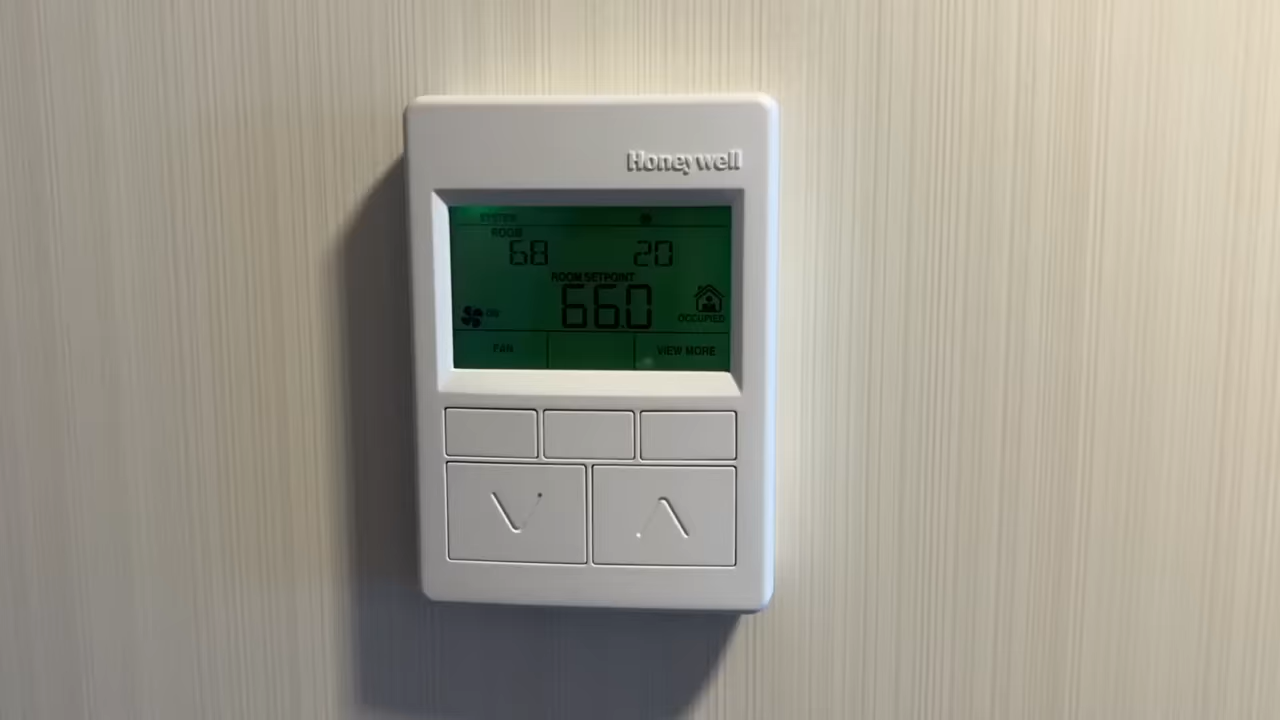 Honeywell
SYSTEM
ROOM
68 20
ROOM SETPOINT
66.0
ON OCCUPIED
FAN VIEW MORE